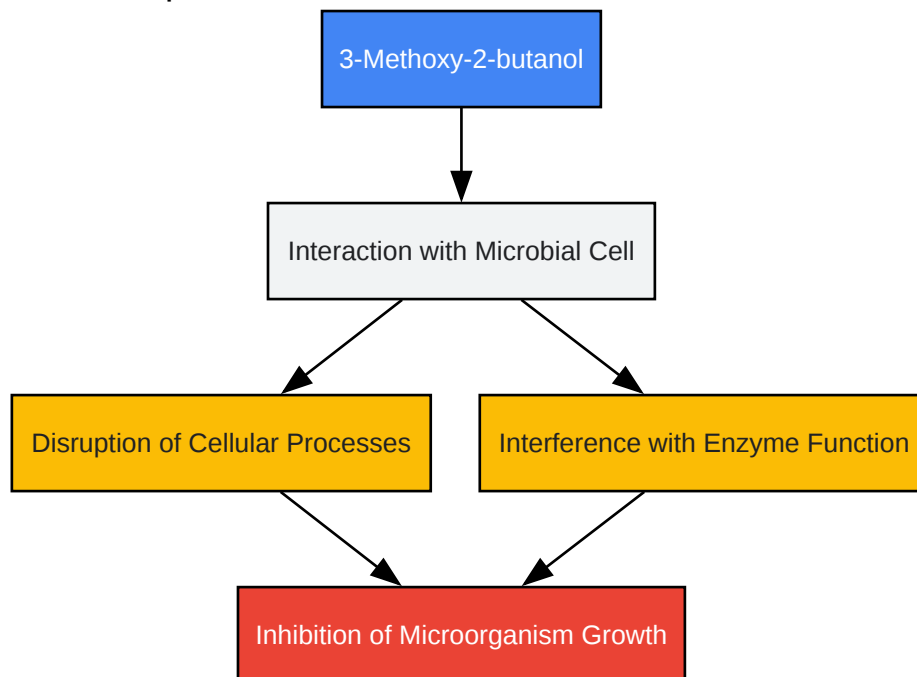 3-Methoxy-2-butanol
Interaction with Microbial Cell
Disruption of Cellular Processes
Interference with Enzyme Function
Inhibition of Microorganism Growth